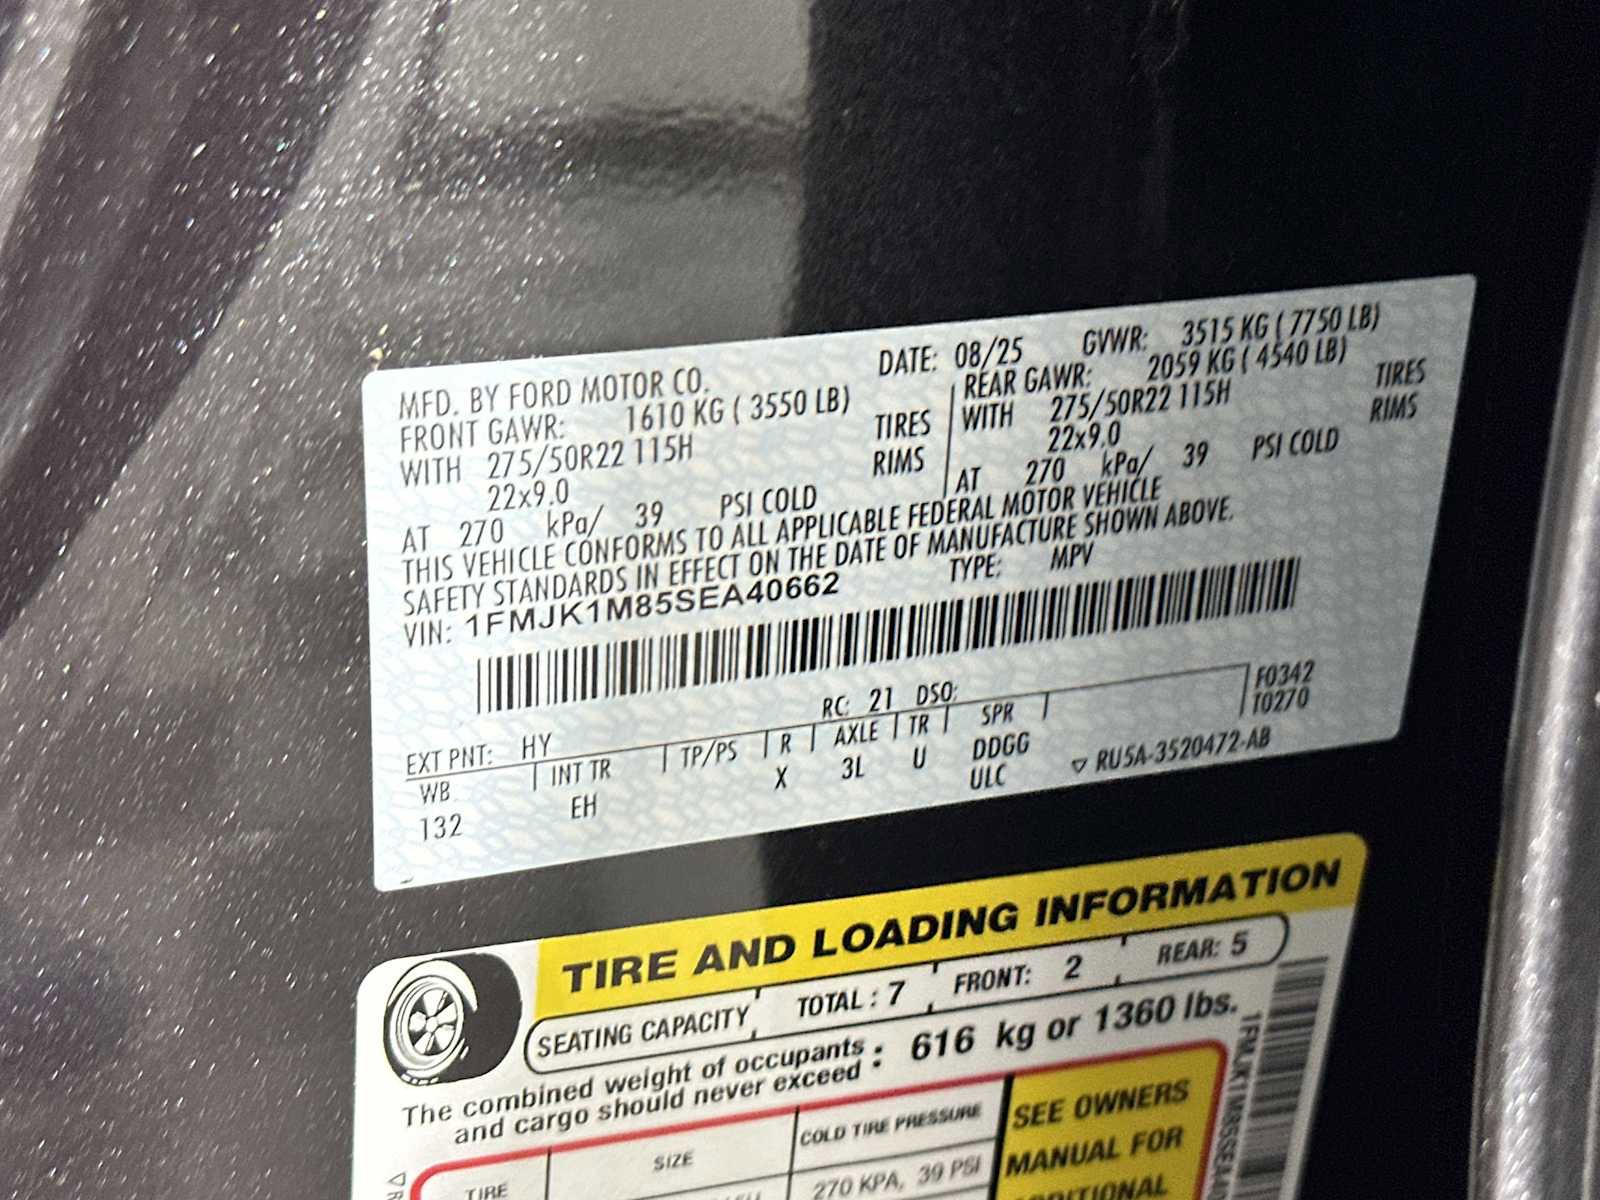 MFD. BY FORD MOTOR CO. DATE: 08/25 GVWR: 3515 KG ( 7750 LB)
FRONT GAWR: 1610 KG ( 3550 LB) REAR GAWR: 2059 KG ( 4540 LB)
WITH 275/50R22 115H TIRES WITH 275/50R22 115H TIRES
22x9.0 RIMS 22x9.0 RIMS
AT 270 kPa/ 39 PSI COLD AT 270 kPa/ 39 PSI COLD
THIS VEHICLE CONFORMS TO ALL APPLICABLE FEDERAL MOTOR VEHICLE
SAFETY STANDARDS IN EFFECT ON THE DATE OF MANUFACTURE SHOWN ABOVE.
VIN: 1FMJK1M85SEA40662 TYPE: MPV
EXT PNT: HY RC: 21 DSO: F0342
WB INT TR TP/PS R AXLE TR SPR T0270
132 EH X 3L U DDGG
ULC ▽ RU5A-3520472-AB
TIRE AND LOADING INFORMATION
SEATING CAPACITY TOTAL : 7 FRONT: 2 REAR: 5
The combined weight of occupants
and cargo should never exceed : 616 kg or 1360 lbs.
TIRE SIZE COLD TIRE PRESSURE
270 KPA, 39 PSI
SEE OWNERS
MANUAL FOR
ADDITIONAL
1FMJK1M85SEA40